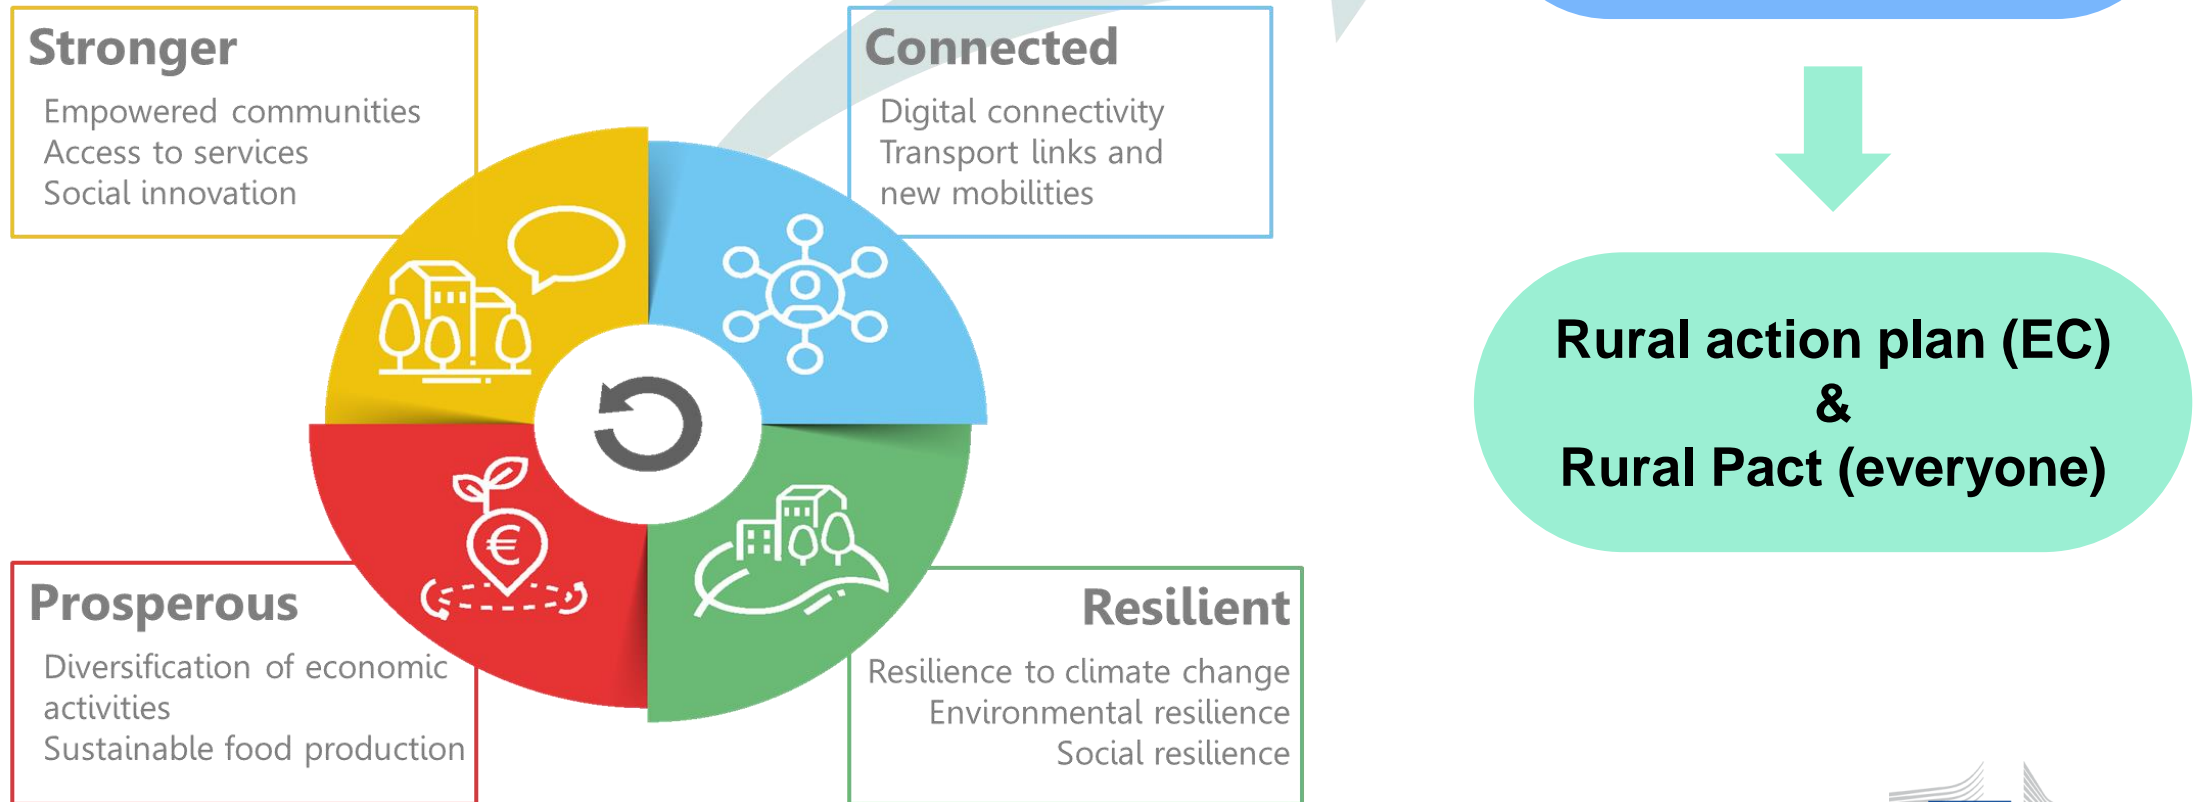 Stronger
Empowered communities
Access to services
Social innovation
Connected
Digital connectivity
Transport links and
new mobilities
€
Prosperous
Diversification of economic
activities
Sustainable food production
Resilient
Resilience to climate change
Environmental resilience
Social resilience
Rural action plan (EC)
&
Rural Pact (everyone)